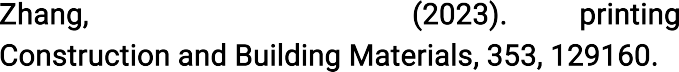 Zhang, (2023). printing
Construction and Building Materials, 353, 129160.